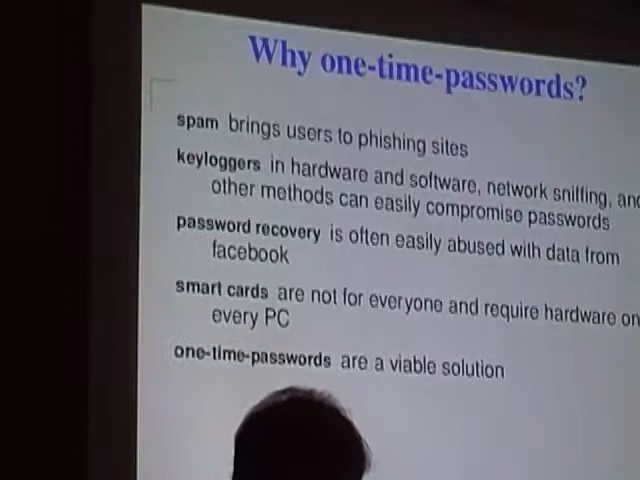 Why one-time-passwords?
spam brings users to phishing sites
keyloggers in hardware and software, network sniffing, and
other methods can easily compromise passwords
password recovery is often easily abused with data from
facebook
smart cards are not for everyone and require hardware on
every PC
one-time-passwords are a viable solution